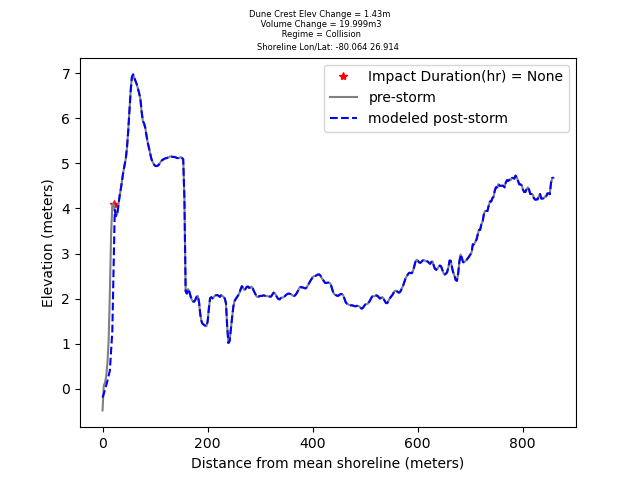 Dune Crest Elev Change = 1.43m
Volume Change = 19.999m3
Regime = Collision
Shoreline Lon/Lat: -80.064 26.914
Impact Duration(hr) = None
pre-storm
modeled post-storm
7
6
5
4
3
2
1
0
Elevation (meters)
0 200 400 600 800
Distance from mean shoreline (meters)